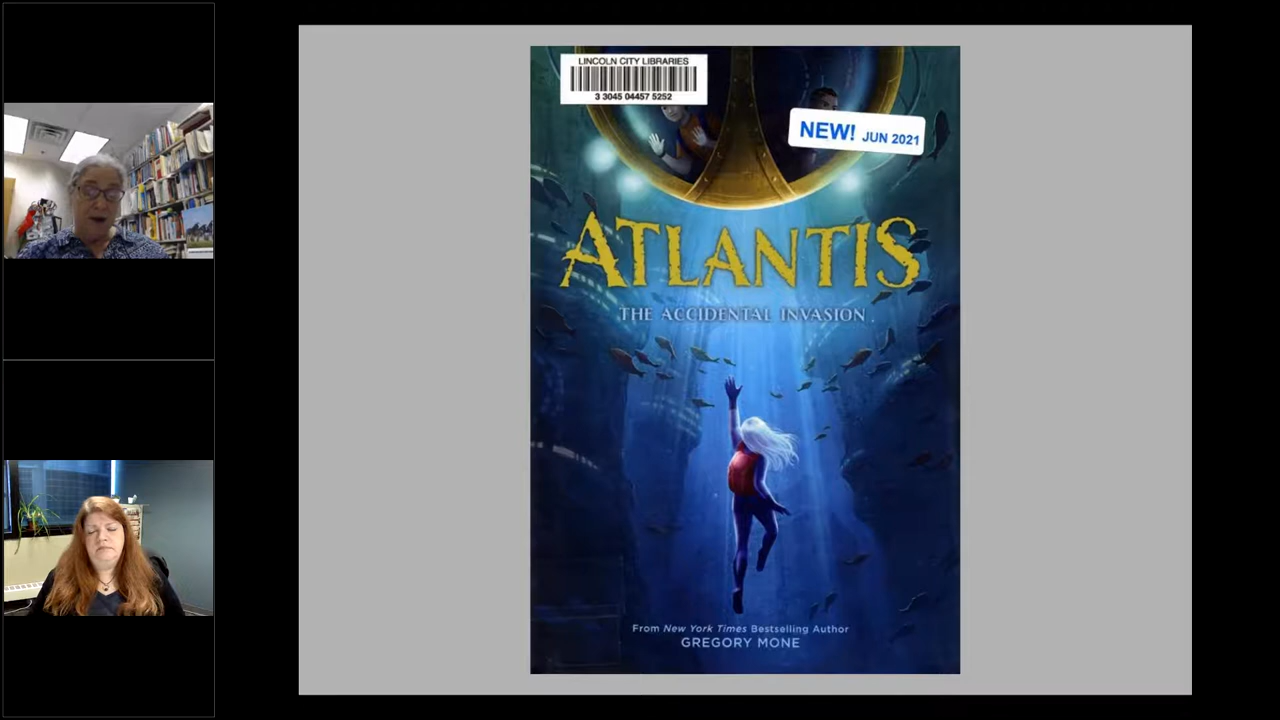 LINCOLN CITY LIBRARIES
3 3045 04457 5252
NEW! JUN 2021
ATLANTIS
THE ACCIDENTAL INVASION
From New York Times Bestselling Author
GREGORY MONE